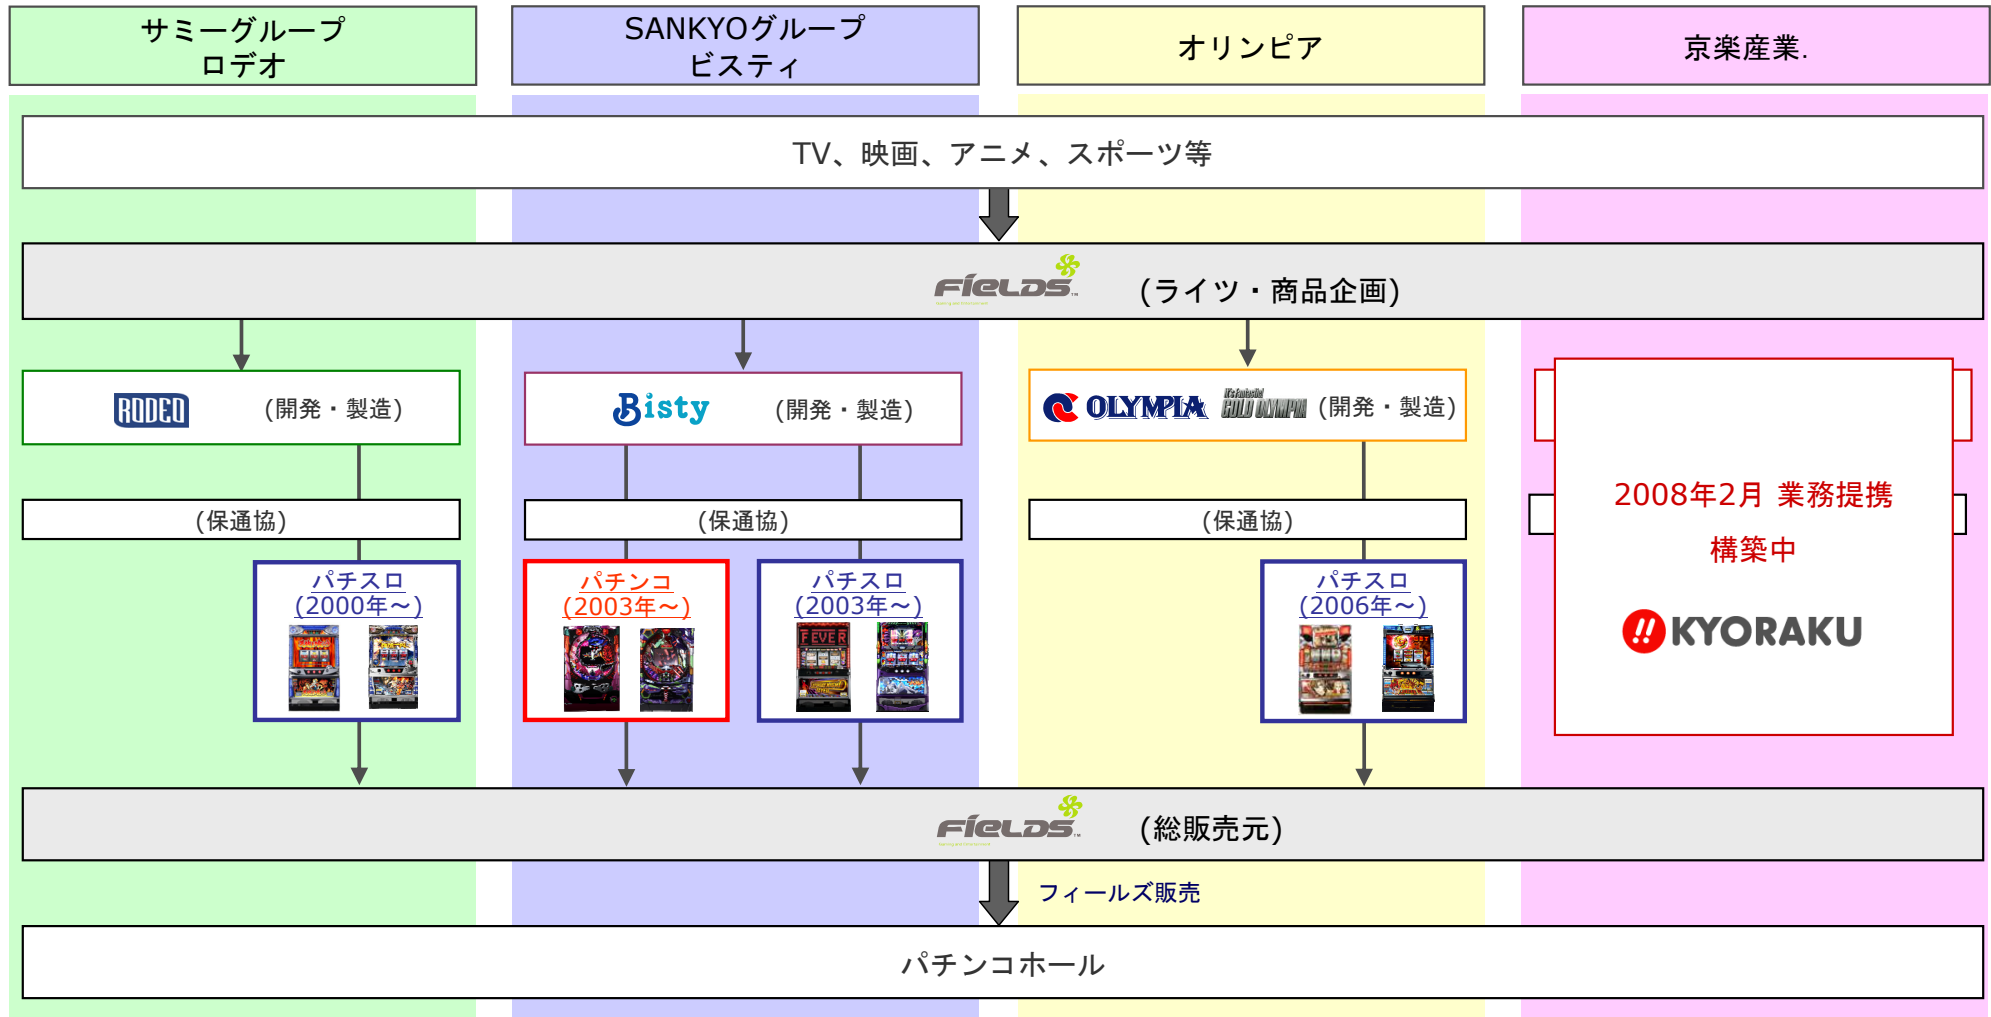 サミーグループ
ロデオ
SANKYOグループ
ビスティ
オリンピア
京楽産業.
TV、映画、アニメ、スポーツ等
FIELDS
(ライツ・商品企画)
RODEO
(開発・製造)
Bisty
(開発・製造)
OLYMPIA
It's Fantastic!
GOLD OLYMPIA
(開発・製造)
(保通協)
(保通協)
(保通協)
2008年2月 業務提携
構築中
KYORAKU
パチスロ
(2000年～)
パチンコ
(2003年～)
パチスロ
(2003年～)
FEVER
パチスロ
(2006年～)
FIELDS
(総販売元)
フィールズ販売
パチンコホール